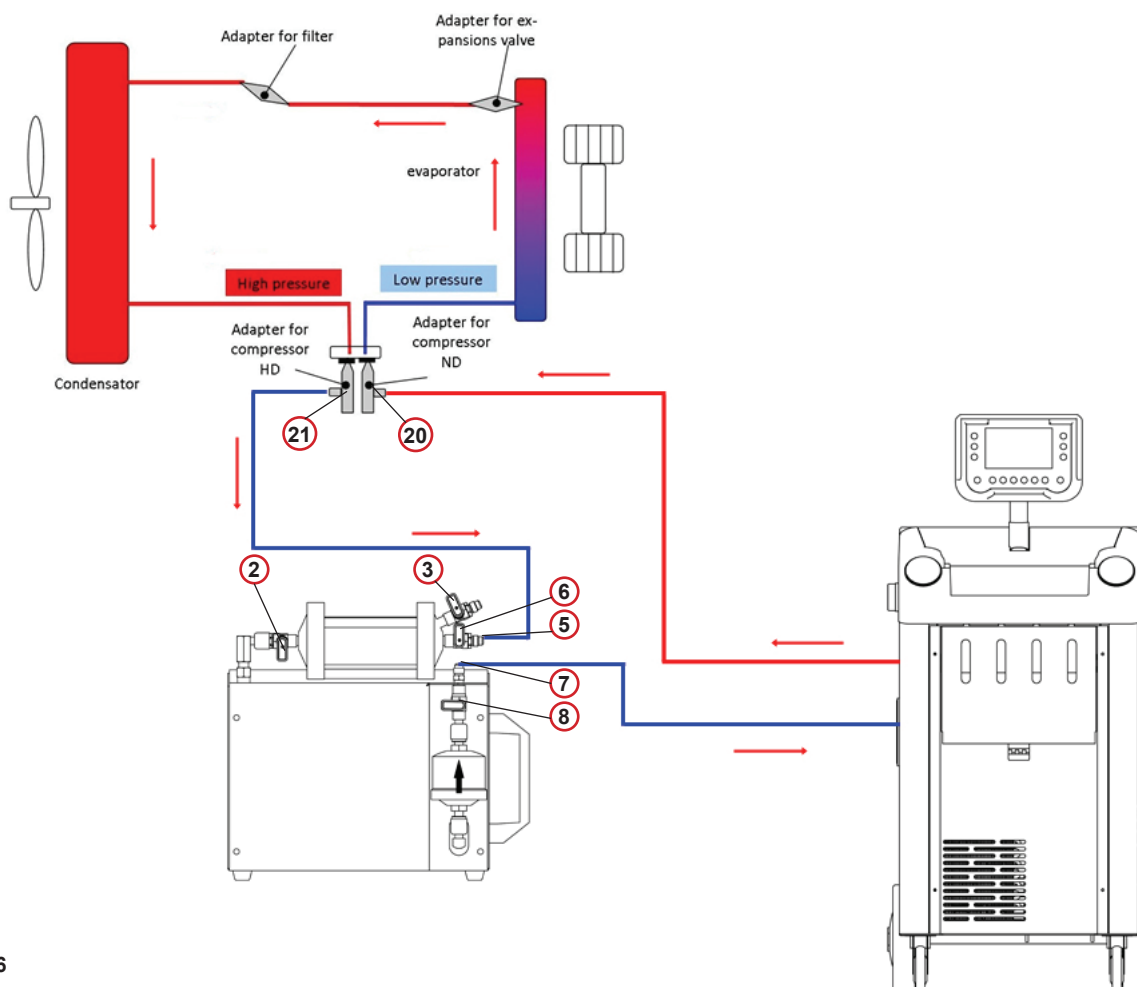 Adapter for filter
Adapter for ex-
pansions valve
evaporator
High pressure
Low pressure
Adapter for
compressor
HD
Adapter for
compressor
ND
Condensator
21
20
2
3
6
5
7
8
6